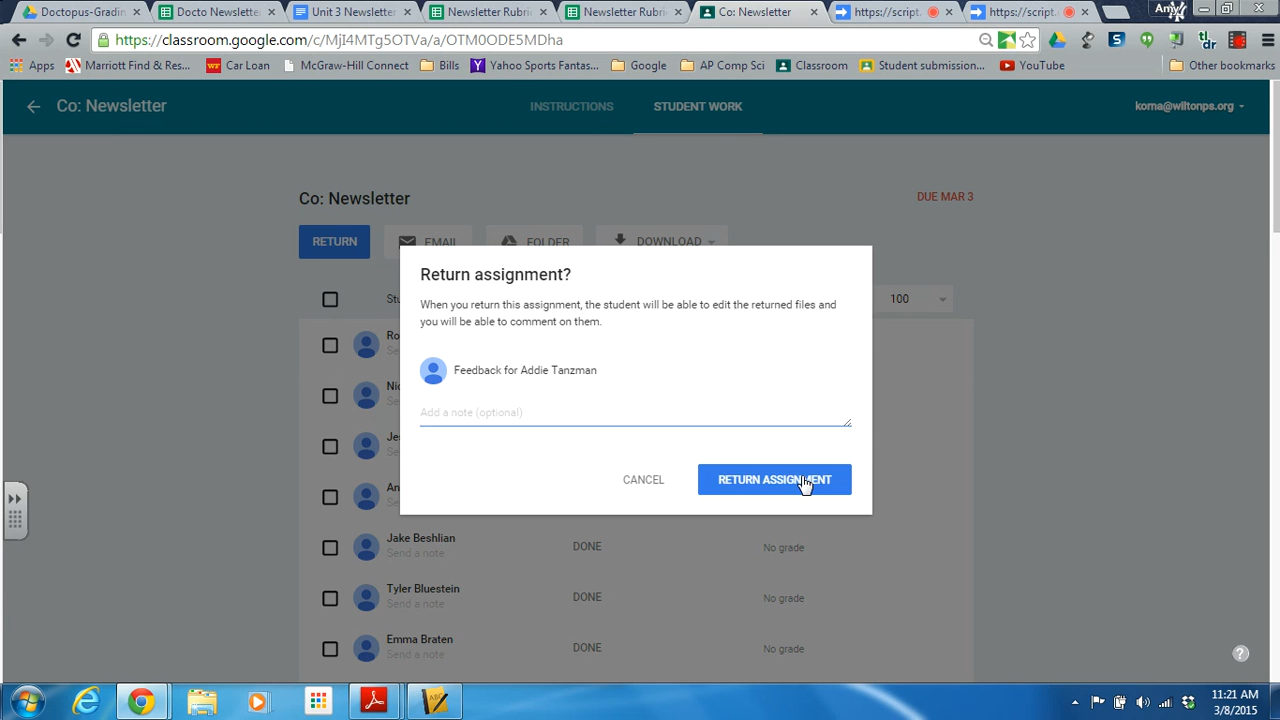 Doctopus-Gradin
Docto Newsletter
Unit 3 Newsletter
Newsletter Rubri
Newsletter Rubri
Co: Newsletter
https://script.
https://script.
Amy
https://classroom.google.com/c/MjI4MTg5OTVa/a/OTM0ODE5MDha
Apps
Marriott Find & Res...
Car Loan
McGraw-Hill Connect
Bills
Yahoo Sports Fantas...
Google
AP Comp Sci
Classroom
Student submission...
YouTube
Other bookmarks
Co: Newsletter
INSTRUCTIONS
STUDENT WORK
korna@wiltonps.org
Co: Newsletter
DUE MAR 3
RETURN
EMAIL
FOLDER
DOWNLOAD
Return assignment?
When you return this assignment, the student will be able to edit the returned files and
you will be able to comment on them.
100
Feedback for Addie Tanzman
Add a note (optional)
CANCEL
RETURN ASSIGNMENT
Jake Beshlian
Send a note
DONE
No grade
Tyler Bluestein
Send a note
DONE
No grade
Emma Braten
Send a note
DONE
No grade
11:21 AM
3/8/2015